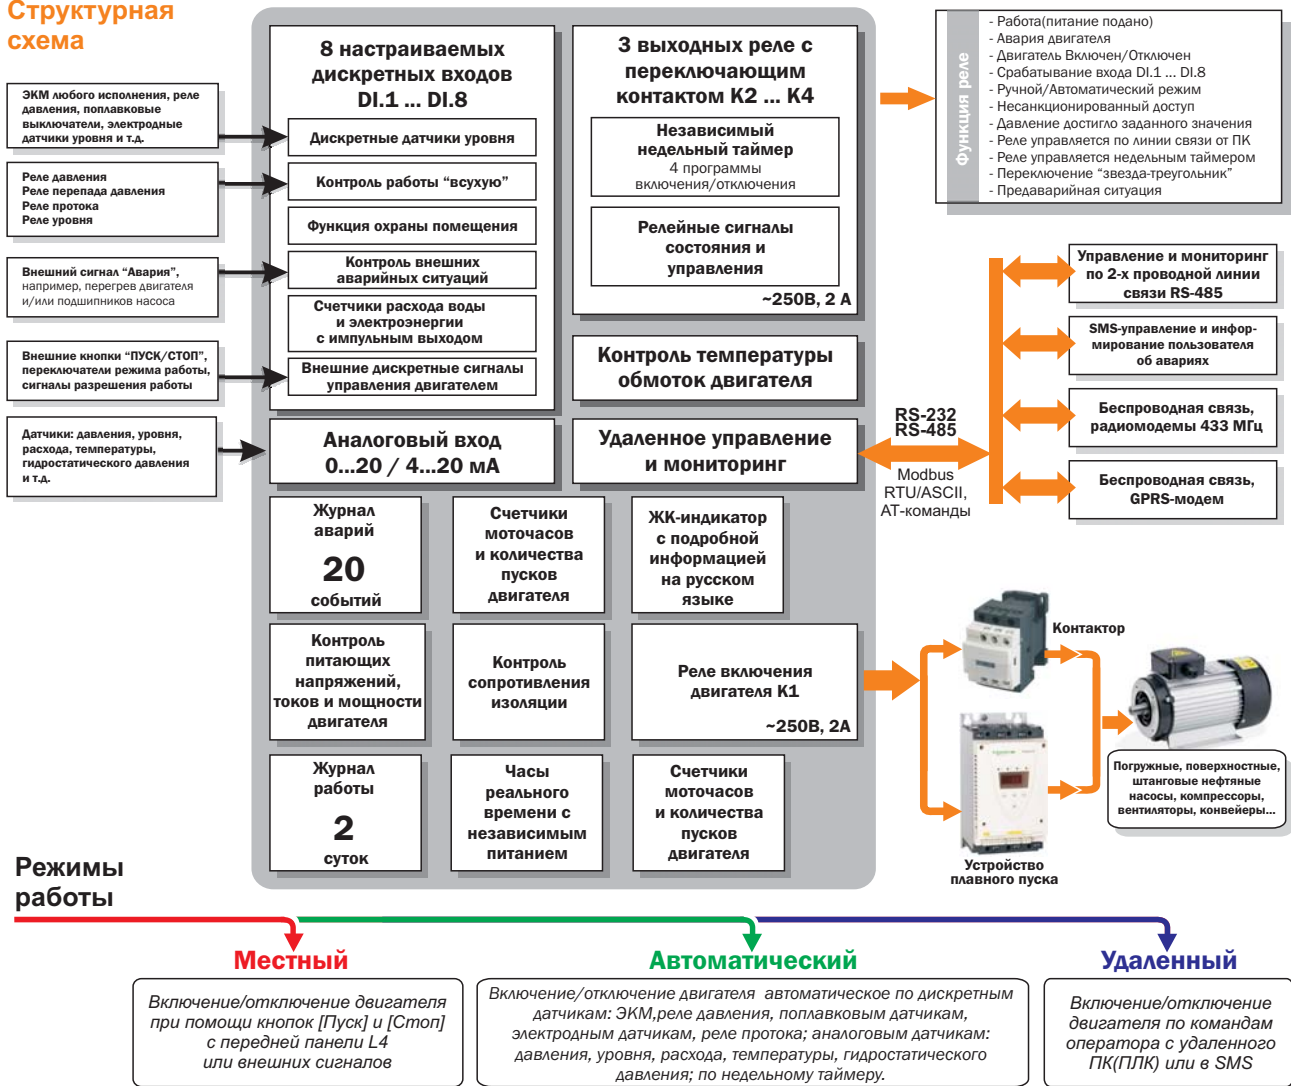 Структурная
схема
ЭКМ любого исполнения, реле
давления, поплавковые
выключатели, электродные
датчики уровня и т.д.
Реле давления
Реле перепада давления
Реле протока
Реле уровня
Внешний сигнал “Авария”,
например, перегрев двигателя
и/или подшипников насоса
Внешние кнопки “ПУСК/СТОП”,
переключатели режима работы,
сигналы разрешения работы
Датчики: давления, уровня,
расхода, температуры,
гидростатического давления
и т.д.
8 настраиваемых
дискретных входов
DI.1 ... DI.8
Дискретные датчики уровня
Контроль работы “всухую”
Функция охраны помещения
Контроль внешних
аварийных ситуаций
Счетчики расхода воды
и электроэнергии
с импульным выходом
Внешние дискретные сигналы
управления двигателем
Аналоговый вход
0...20 / 4...20 мА
3 выходных реле с
переключающим
контактом К2 ... К4
Независимый
недельный таймер
4 программы
включения/отключения
Релейные сигналы
состояния и
управления
~250В, 2 А
Контроль температуры
обмоток двигателя
Удаленное управление
и мониторинг
Журнал
аварий
20
событий
Счетчики
моточасов
и количества
пусков
двигателя
ЖК-индикатор
с подробной
информацией
на русском
языке
Контроль
питающих
напряжений,
токов и мощности
двигателя
Контроль
сопротивления
изоляции
Реле включения
двигателя К1
~250В, 2А
Журнал
работы
2
суток
Часы
реального
времени с
независимым
питанием
Счетчики
моточасов
и количества
пусков
двигателя
Функция реле
- Работа(питание подано)
- Авария двигателя
- Двигатель Включен/Отключен
- Срабатывание входа DI.1 ... DI.8
- Ручной/Автоматический режим
- Несанкционированный доступ
- Давление достигло заданного значения
- Реле управляется по линии связи от ПК
- Реле управляется недельным таймером
- Переключение “звезда-треугольник”
- Предаварийная ситуация
RS-232
RS-485
Modbus
RTU/ASCII,
AT-команды
Управление и мониторинг
по 2-х проводной линии
связи RS-485
SMS-управление и инфор-
мирование пользователя
об авариях
Беспроводная связь,
радиомодемы 433 МГц
Беспроводная связь,
GPRS-модем
Контактор
Устройство
плавного пуска
Погружные, поверхностные,
штанговые нефтяные
насосы, компрессоры,
вентиляторы, конвейеры...
Режимы
работы
Местный
Включение/отключение двигателя
при помощи кнопок [Пуск] и [Стоп]
с передней панели L4
или внешних сигналов
Автоматический
Включение/отключение двигателя автоматическое по дискретным
датчикам: ЭКМ,реле давления, поплавковым датчикам,
электродным датчикам, реле протока; аналоговым датчикам:
давления, уровня, расхода, температуры, гидростатического
давления; по недельному таймеру.
Удаленный
Включение/отключение
двигателя по командам
оператора с удаленного
ПК(ПЛК) или в SMS